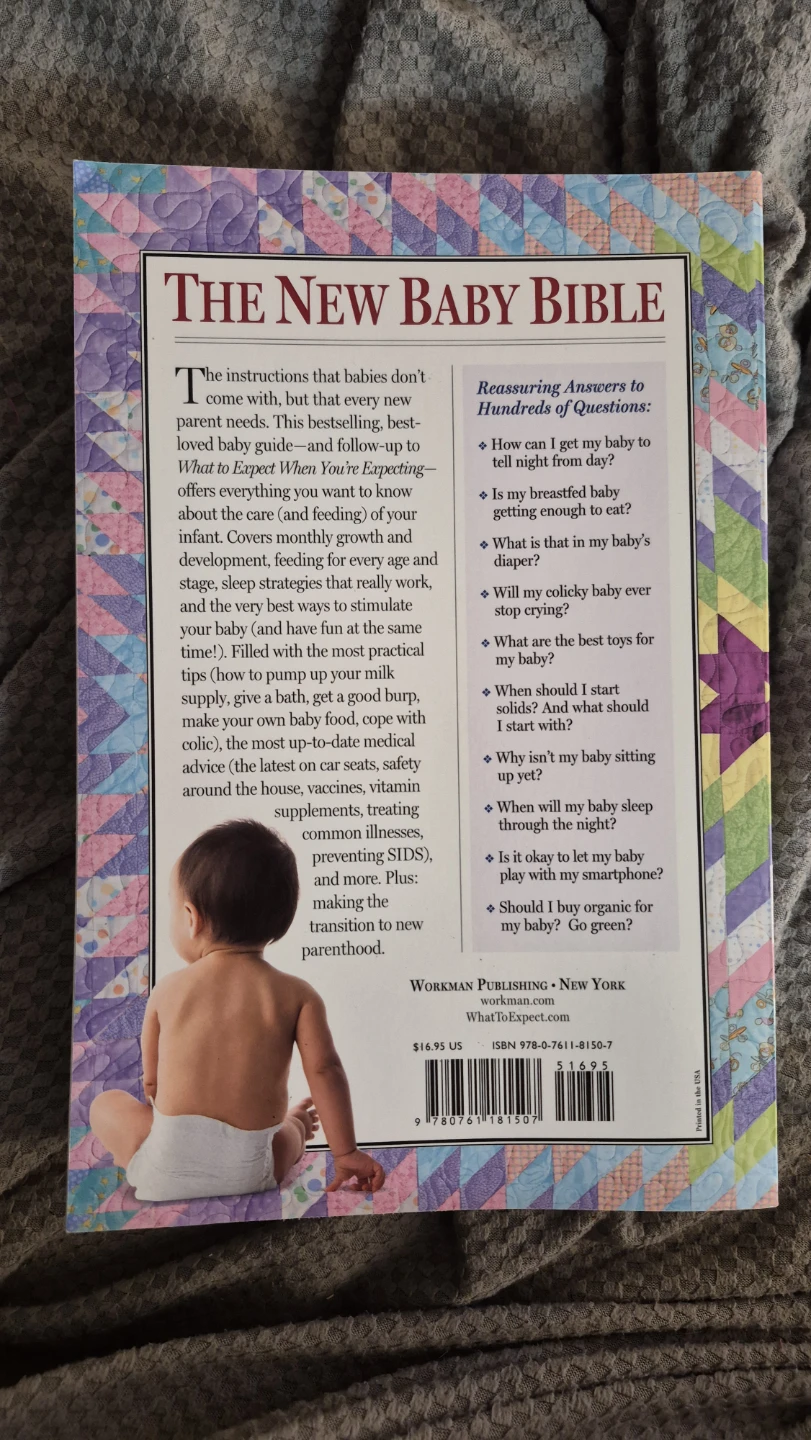 THE NEW BABY BIBLE
The instructions that babies don't
come with, but that every new
parent needs. This bestselling, best-
loved baby guide—and follow-up to
What to Expect When You're Expecting—
offers everything you want to know
about the care (and feeding) of your
infant. Covers monthly growth and
development, feeding for every age and
stage, sleep strategies that really work,
and the very best ways to stimulate
your baby (and have fun at the same
time!). Filled with the most practical
tips (how to pump up your milk
supply, give a bath, get a good burp,
make your own baby food, cope with
colic), the most up-to-date medical
advice (the latest on car seats, safety
around the house, vaccines, vitamin
supplements, treating
common illnesses,
preventing SIDS),
and more. Plus:
making the
transition to new
parenthood.
Reassuring Answers to
Hundreds of Questions:
❖ How can I get my baby to
tell night from day?
❖ Is my breastfed baby
getting enough to eat?
❖ What is that in my baby's
diaper?
❖ Will my colicky baby ever
stop crying?
❖ What are the best toys for
my baby?
❖ When should I start
solids? And what should
I start with?
❖ Why isn't my baby sitting
up yet?
❖ When will my baby sleep
through the night?
❖ Is it okay to let my baby
play with my smartphone?
❖ Should I buy organic for
my baby? Go green?
WORKMAN PUBLISHING • NEW YORK
workman.com
WhatToExpect.com
$16.95 US ISBN 978-0-7611-8150-7
51695
9 780761 181507
Printed in the USA